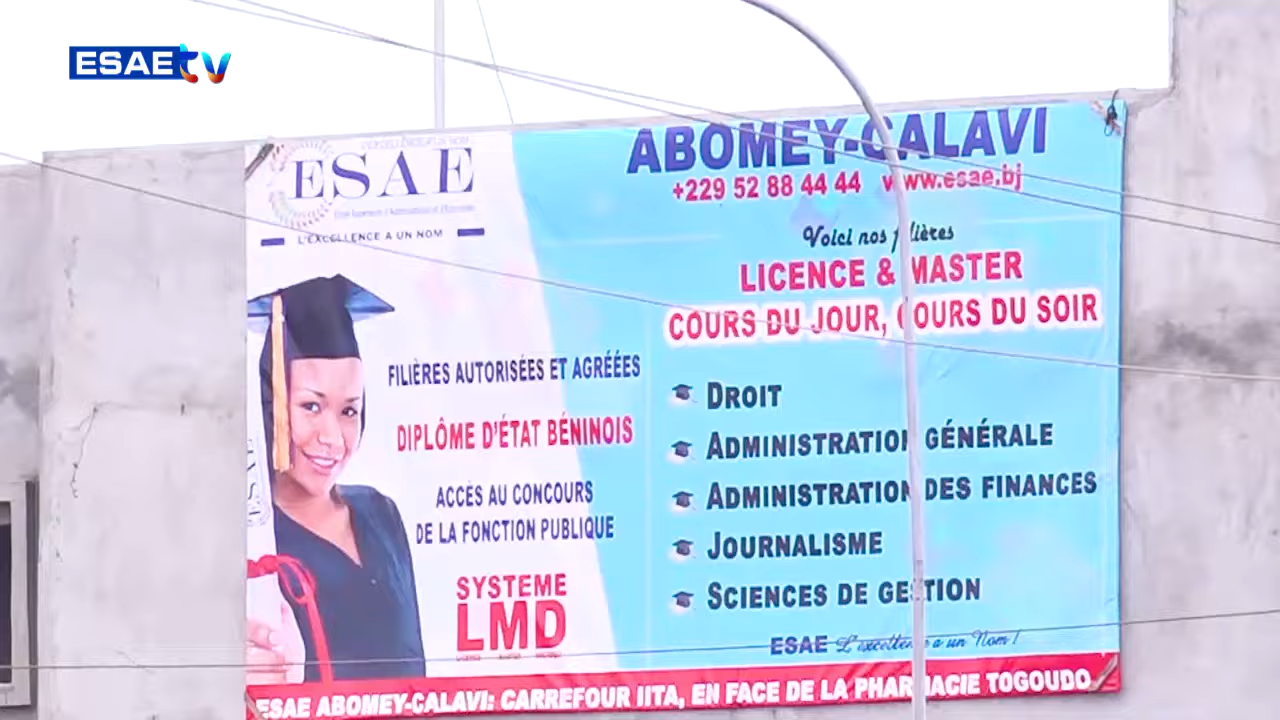 ESAE tv
ESAE
L'EXCELLENCE A UN NOM
ABOMEY-CALAVI
+229 52 88 44 44 www.esae.bj
Voici nos filières
LICENCE & MASTER
COURS DU JOUR, COURS DU SOIR
FILIÈRES AUTORISÉES ET AGRÉÉES
DIPLÔME D'ÉTAT BÉNINOIS
ACCÈS AU CONCOURS
DE LA FONCTION PUBLIQUE
SYSTEME
LMD
DROIT
ADMINISTRATION GÉNÉRALE
ADMINISTRATION DES FINANCES
JOURNALISME
SCIENCES DE GESTION
ESAE L'excellence a un Nom !
ESAE ABOMEY-CALAVI: CARREFOUR IITA, EN FACE DE LA PHARMACIE TOGOUDO